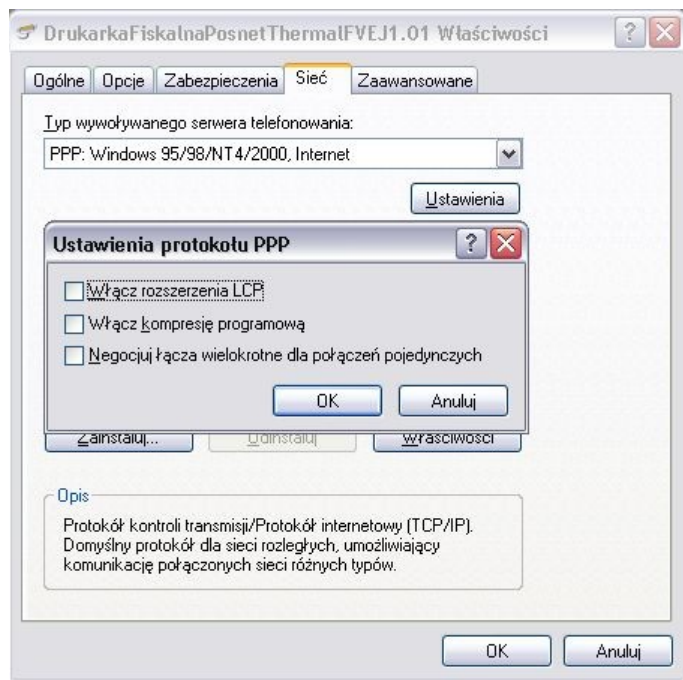 DrukarkaFiskalnaPosnetThermalFVEJ1.01 Właściwości
Ogólne Opcje Zabezpieczenia Sieć Zaawansowane
Typ wywoływanego serwera telefonowania:
PPP: Windows 95/98/NT4/2000, Internet
Ustawienia
Ustawienia protokołu PPP
Włącz rozszerzenia LCP
Włącz kompresję programową
Negocjuj łącza wielokrotne dla połączeń pojedynczych
OK Anuluj
Zainstaluj... Odinstaluj Właściwości
Opis
Protokół kontroli transmisji/Protokół internetowy (TCP/IP).
Domyślny protokół dla sieci rozległych, umożliwiający
komunikację połączonych sieci różnych typów.
OK Anuluj